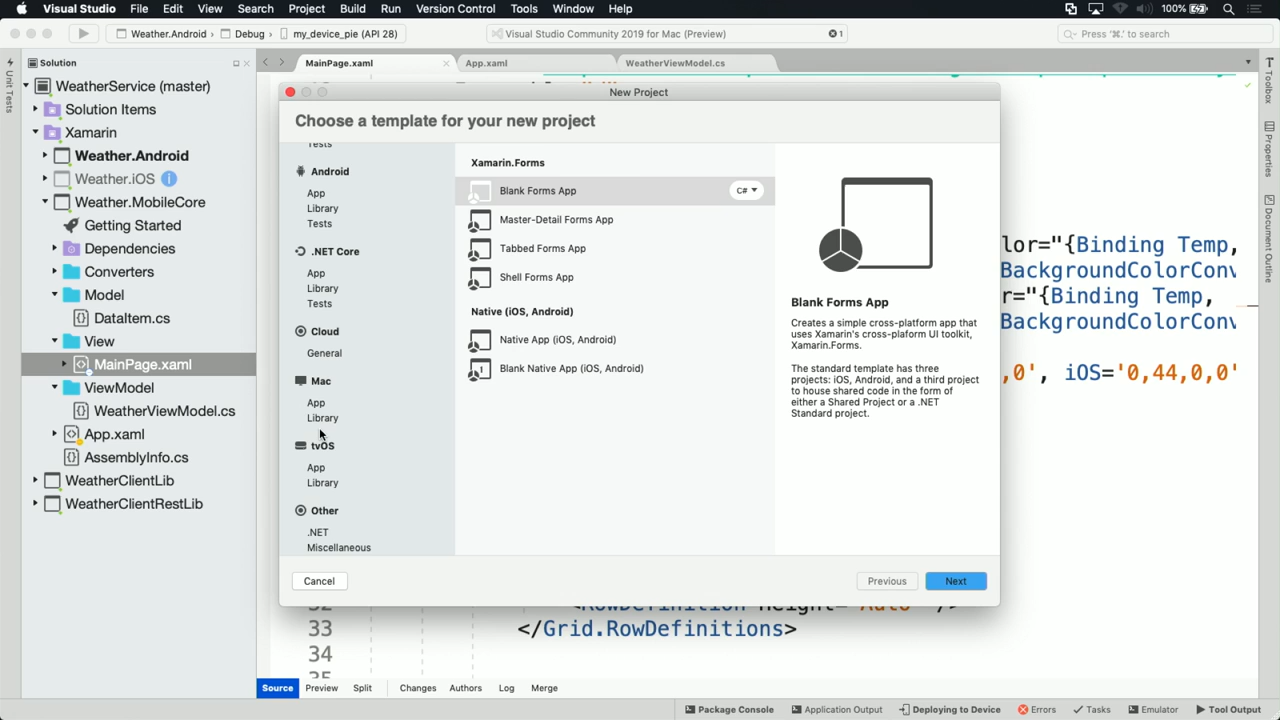 Visual Studio File Edit View Search Project Build Run Version Control Tools Window Help 100%
Weather.Android › Debug › my_device_pie (API 28)
Visual Studio Community 2019 for Mac (Preview)
1
Press '⌘.' to search
Unit Tests
Solution
WeatherService (master)
Solution Items
Xamarin
Weather.Android
Weather.iOS
Weather.MobileCore
Getting Started
Dependencies
Converters
Model
DataItem.cs
View
MainPage.xaml
ViewModel
WeatherViewModel.cs
App.xaml
AssemblyInfo.cs
WeatherClientLib
WeatherClientRestLib
MainPage.xaml
App.xaml
WeatherViewModel.cs
New Project
Choose a template for your new project
Tests
Android
App
Library
Tests
.NET Core
App
Library
Tests
Cloud
General
Mac
App
Library
tvOS
App
Library
Other
.NET
Miscellaneous
Xamarin.Forms
Blank Forms App
C#
Master-Detail Forms App
Tabbed Forms App
Shell Forms App
Native (iOS, Android)
Native App (iOS, Android)
Blank Native App (iOS, Android)
Blank Forms App
Creates a simple cross-platform app that
uses Xamarin's cross-plaform UI toolkit,
Xamarin.Forms.
The standard template has three
projects: iOS, Android, and a third project
to house shared code in the form of
either a Shared Project or a .NET
Standard project.
Cancel
Previous
Next
lor="{Binding Temp,
BackgroundColorConv
r="{Binding Temp,
BackgroundColorConv
,0', iOS='0,44,0,0'
32 <RowDefinition Height="Auto" />
33 </Grid.RowDefinitions>
34
35
Toolbox
Properties
Document Outline
Source Preview Split Changes Authors Log Merge
Package Console Application Output Deploying to Device Errors Tasks Emulator Tool Output